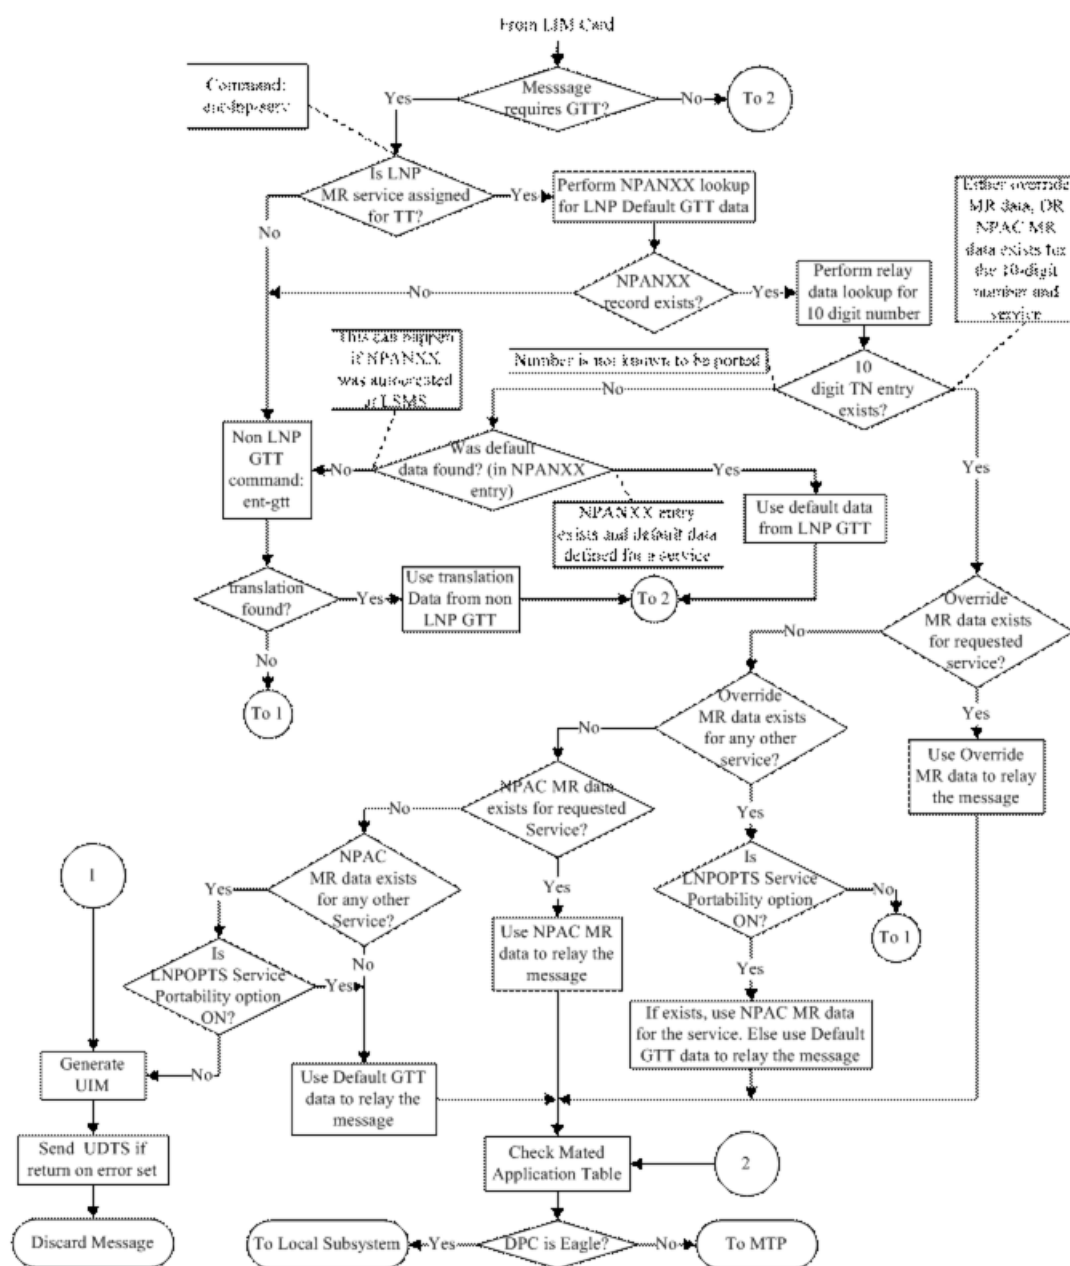 From LIM Card
Command:
ent-lnp-serv
Messsage
requires GTT?
Yes
No
To 2
Is LNP
MR service assigned
for TT?
Yes
No
Perform NPANXX lookup
for LNP Default GTT data
Either override
MR data, OR
NPAC MR
data exists for
the 10-digit
number and
service
NPANXX
record exists?
No
Yes
Perform relay
data lookup for
10 digit number
This can happen
if NPANXX
was autocreated
at LSMS
Number is not known to be ported
10
digit TN entry
exists?
No
Yes
Non LNP
GTT
command:
ent-gtt
Was default
data found? (in NPANXX
entry)
No
Yes
NPANXX entry
exists and default data
defined for a service
Use default data
from LNP GTT
translation
found?
Yes
No
Use translation
Data from non
LNP GTT
To 2
To 1
Override
MR data exists
for requested
service?
No
Yes
Override
MR data exists
for any other
service?
No
Yes
Use Override
MR data to relay
the message
NPAC MR data
exists for requested
Service?
No
Yes
1
NPAC
MR data exists
for any other
Service?
Yes
No
Is
LNPOPTS Service
Portability option
ON?
No
Yes
To 1
Use NPAC MR
data to relay the
message
Is
LNPOPTS Service
Portability option
ON?
Yes
No
If exists, use NPAC MR data
for the service. Else use Default
GTT data to relay the message
Generate
UIM
Use Default GTT
data to relay the
message
Send UDTS if
return on error set
Check Mated
Application Table
2
Discard Message
To Local Subsystem
Yes
DPC is Eagle?
No
To MTP